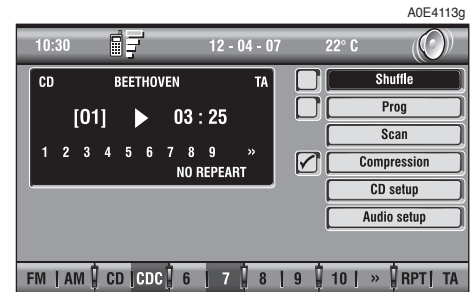 A0E4113g
10:30 12 - 04 - 07 22° C
CD BEETHOVEN TA
[01] 03 : 25
1 2 3 4 5 6 7 8 9 »
NO REPEART
Shuffle
Prog
Scan
Compression
CD setup
Audio setup
FM | AM CD | CDC 6 | 7 8 | 9 10 | » RPT | TA